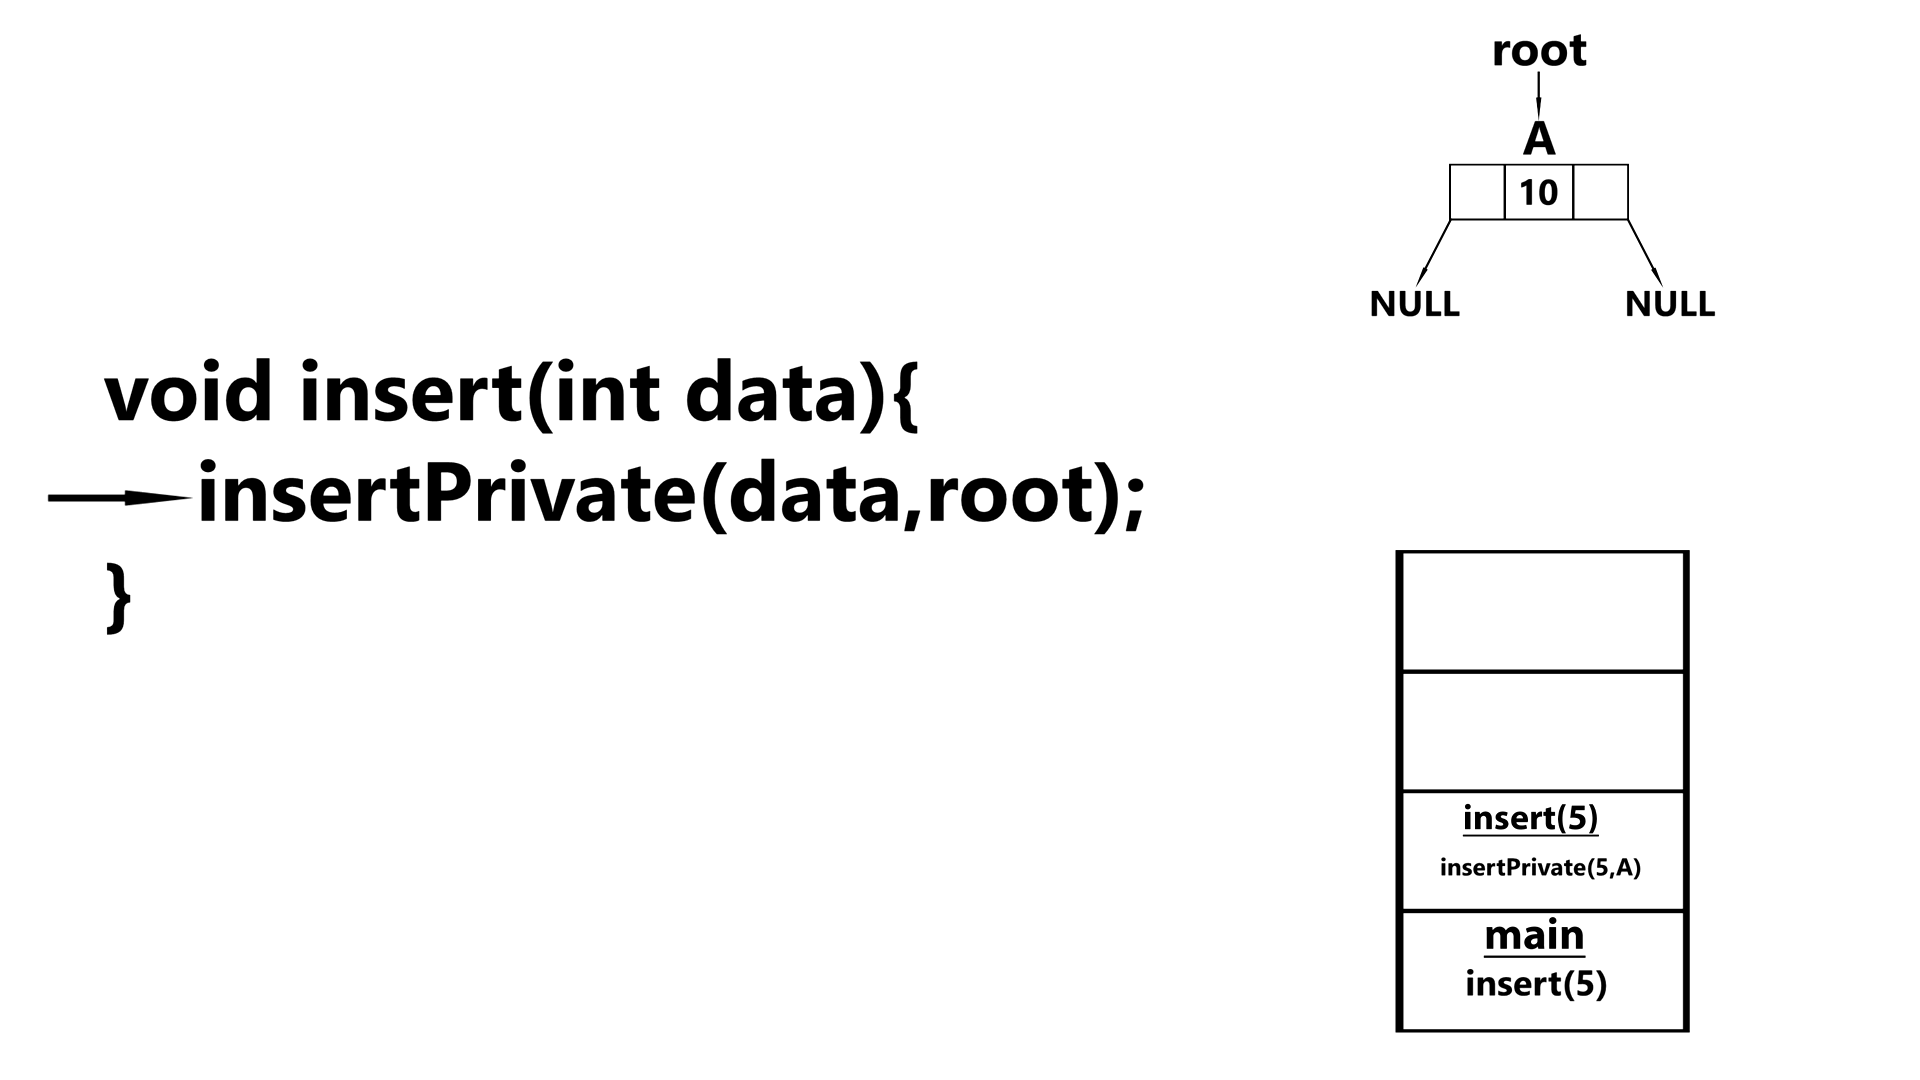 root
A
10
NULL NULL
void insert(int data){
insertPrivate(data,root);
}
insert(5)
insertPrivate(5,A)
main
insert(5)